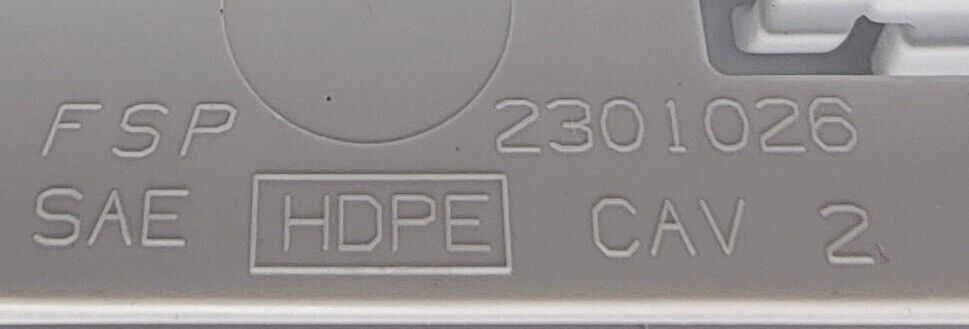 FSP 2301026
SAE HDPE CAV 2